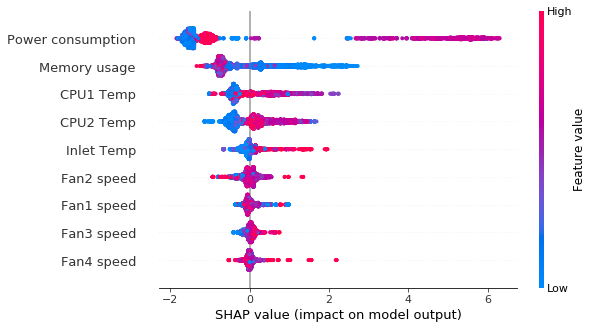 High
Power consumption
Memory usage
CPU1 Temp
CPU2 Temp
Inlet Temp
Fan2 speed
Fan1 speed
Fan3 speed
Fan4 speed
Feature value
Low
−2 0 2 4 6
SHAP value (impact on model output)